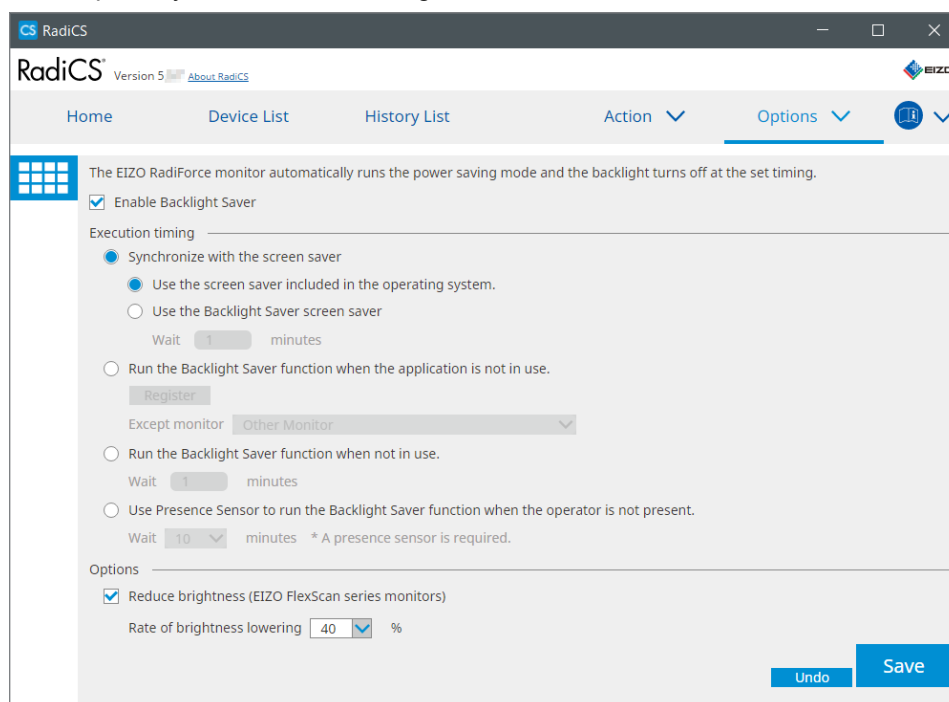 CS RadiCS
RadiCS® Version 5 About RadiCS
EIZO
Home Device List History List Action Options
The EIZO RadiForce monitor automatically runs the power saving mode and the backlight turns off at the set timing.
Enable Backlight Saver
Execution timing
Synchronize with the screen saver
Use the screen saver included in the operating system.
Use the Backlight Saver screen saver
Wait 1 minutes
Run the Backlight Saver function when the application is not in use.
Register
Except monitor Other Monitor
Run the Backlight Saver function when not in use.
Wait 1 minutes
Use Presence Sensor to run the Backlight Saver function when the operator is not present.
Wait 10 minutes * A presence sensor is required.
Options
Reduce brightness (EIZO FlexScan series monitors)
Rate of brightness lowering 40 %
Undo Save